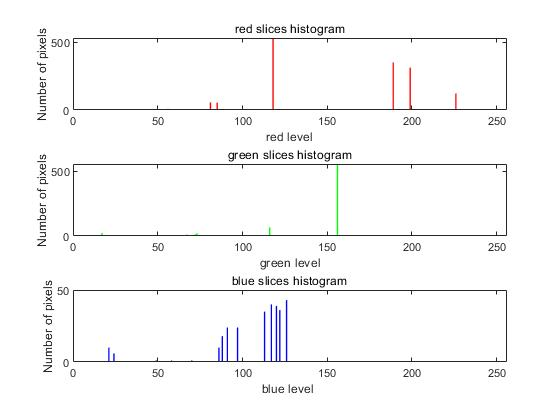 red slices histogram
Number of pixels
500
0
0 50 100 150 200 250
red level
green slices histogram
Number of pixels
500
0
0 50 100 150 200 250
green level
blue slices histogram
Number of pixels
50
0
0 50 100 150 200 250
blue level